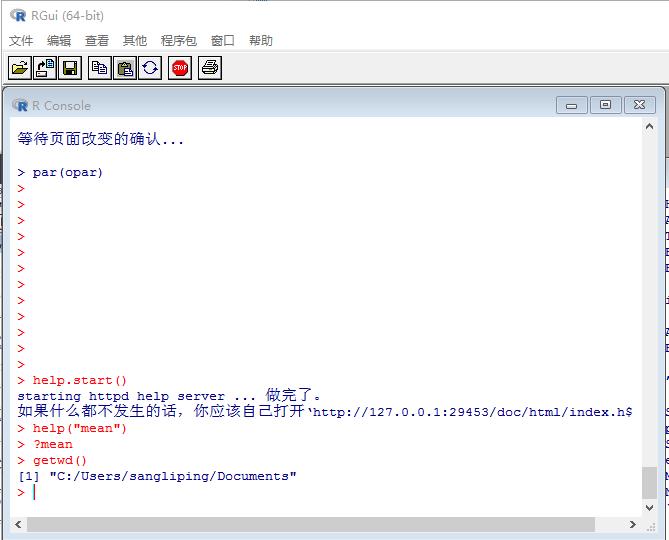 RGui (64-bit)
文件 编辑 查看 其他 程序包 窗口 帮助
STOP
R Console
等待页面改变的确认...
> par(opar)
>
>
>
>
>
>
>
>
>
>
>
>
> help.start()
starting httpd help server ... 做完了。
如果什么都不发生的话，你应该自己打开‘http://127.0.0.1:29453/doc/html/index.h$
> help("mean")
> ?mean
> getwd()
[1] "C:/Users/sangliping/Documents"
>